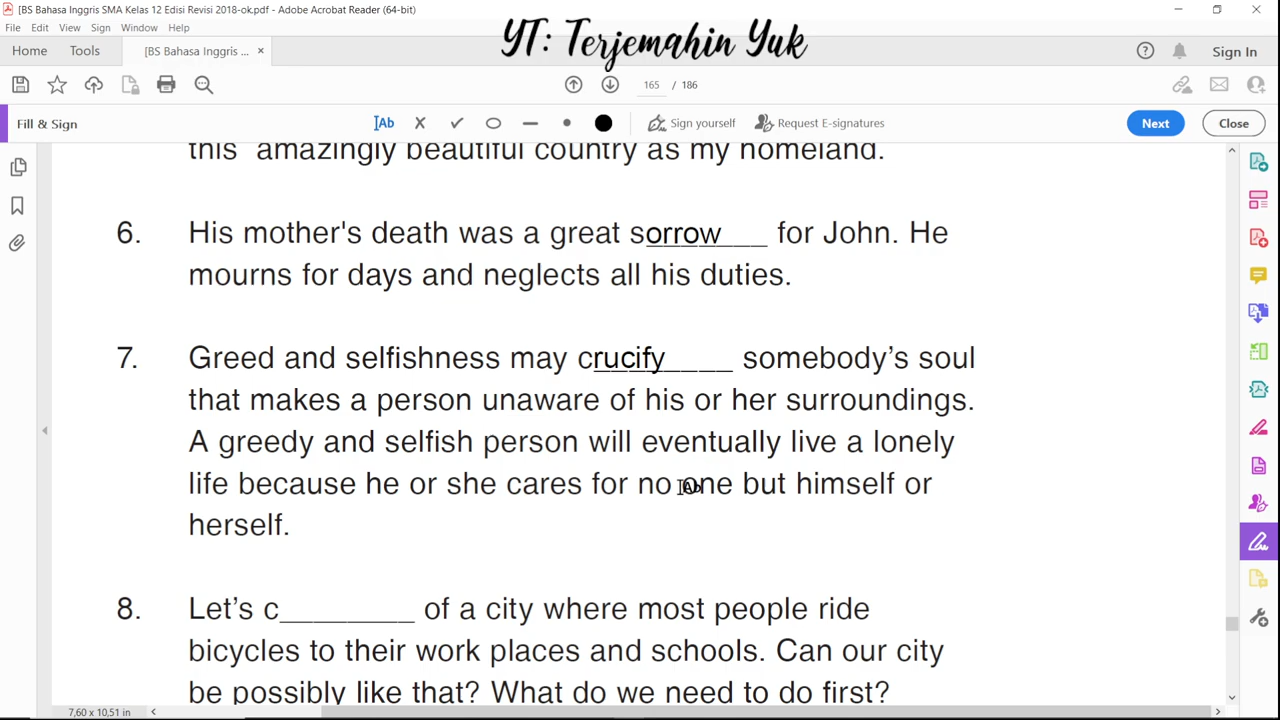 [BS Bahasa Inggris SMA Kelas 12 Edisi Revisi 2018-ok.pdf - Adobe Acrobat Reader (64-bit)
File Edit View Sign Window Help
YT: Terjemahin Yuk
Home Tools [BS Bahasa Inggris ... × Sign In
165 / 186
Fill & Sign Ab Sign yourself Request E-signatures Next Close
this amazingly beautiful country as my homeland.
6. His mother's death was a great sorrow___ for John. He
mourns for days and neglects all his duties.
7. Greed and selfishness may crucify____ somebody's soul
that makes a person unaware of his or her surroundings.
A greedy and selfish person will eventually live a lonely
life because he or she cares for no one but himself or
herself.
8. Let's c________ of a city where most people ride
bicycles to their work places and schools. Can our city
be possibly like that? What do we need to do first?
7,60 x 10,51 in